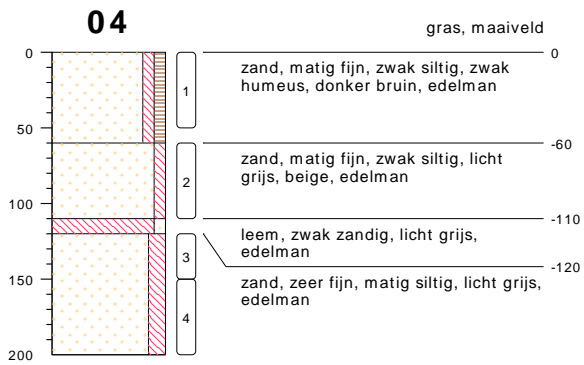 04
gras, maaiveld
0
0
zand, matig fijn, zwak siltig, zwak
humeus, donker bruin, edelman
1
50
-60
zand, matig fijn, zwak siltig, licht
grijs, beige, edelman
2
100
-110
leem, zwak zandig, licht grijs,
edelman
3
-120
150
zand, zeer fijn, matig siltig, licht grijs,
edelman
4
200